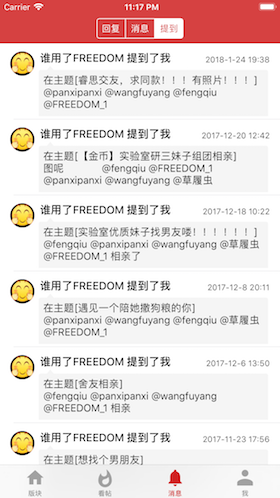 Carrier 11:17 PM
回复 消息 提到
谁用了FREEDOM 提到了我 2018-1-24 19:38
在主题[睿思交友，求同款！！！有照片！！！]
@panxipanxi @wangfuyang @fengqiu
@FREEDOM_1
谁用了FREEDOM 提到了我 2017-12-20 12:42
在主题[【金币】实验室研三妹子组团相亲]
图呢 @fengqiu @FREEDOM_1
@panxipanxi @wangfuyang @草履虫
谁用了FREEDOM 提到了我 2017-12-18 10:22
在主题[实验室优质妹子找男友喽！！！！！！]
@fengqiu @panxipanxi @wangfuyang @草履虫
@FREEDOM_1 相亲了
谁用了FREEDOM 提到了我 2017-12-8 20:11
在主题[遇见一个陪她撒狗粮的你]
@panxipanxi @wangfuyang @fengqiu @草履虫
@FREEDOM_1
谁用了FREEDOM 提到了我 2017-12-6 13:50
在主题[舍友相亲]
@fengqiu @panxipanxi @wangfuyang
@FREEDOM_1 相亲
谁用了FREEDOM 提到了我 2017-11-23 17:56
在主题[想找个男朋友]
版块 看帖 消息 我